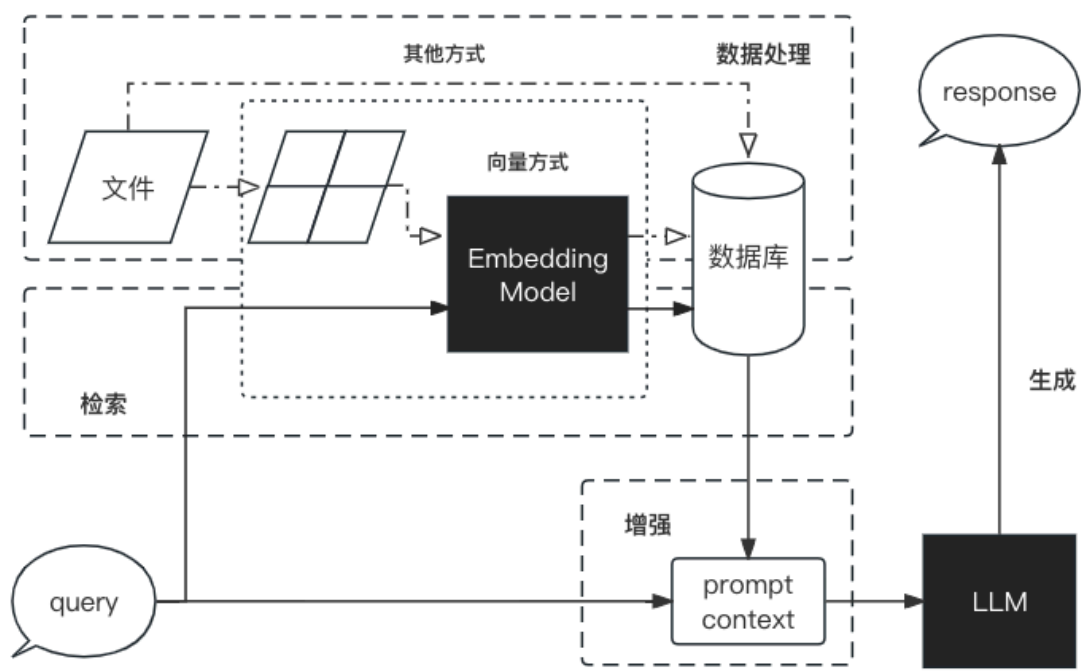 其他方式
数据处理
response
向量方式
文件
Embedding
Model
数据库
检索
生成
增强
query
prompt
context
LLM